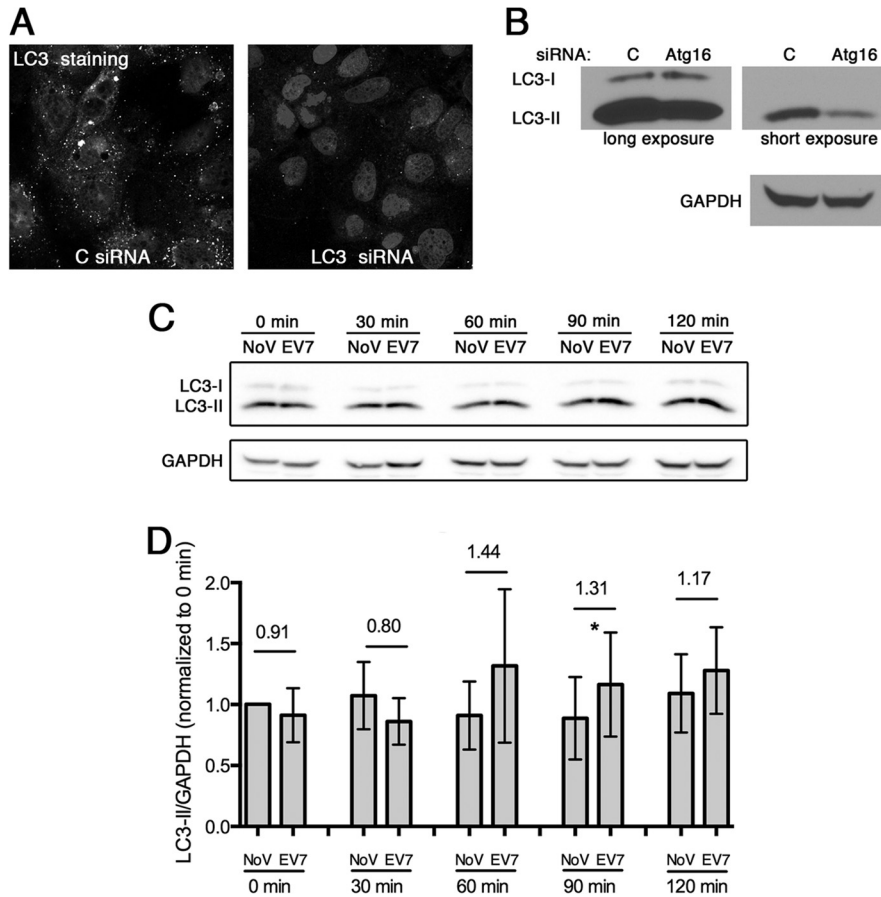 A
LC3 staining
C siRNA
LC3 siRNA
B
siRNA: C Atg16 C Atg16
LC3-I
LC3-II
long exposure short exposure
GAPDH
C
0 min 30 min 60 min 90 min 120 min
NoV EV7 NoV EV7 NoV EV7 NoV EV7 NoV EV7
LC3-I
LC3-II
GAPDH
D
LC3-II/GAPDH (normalized to 0 min)
2.0
1.5
1.0
0.5
0.0
0.91
0.80
1.44
1.31
*
1.17
NoV EV7 NoV EV7 NoV EV7 NoV EV7 NoV EV7
0 min 30 min 60 min 90 min 120 min